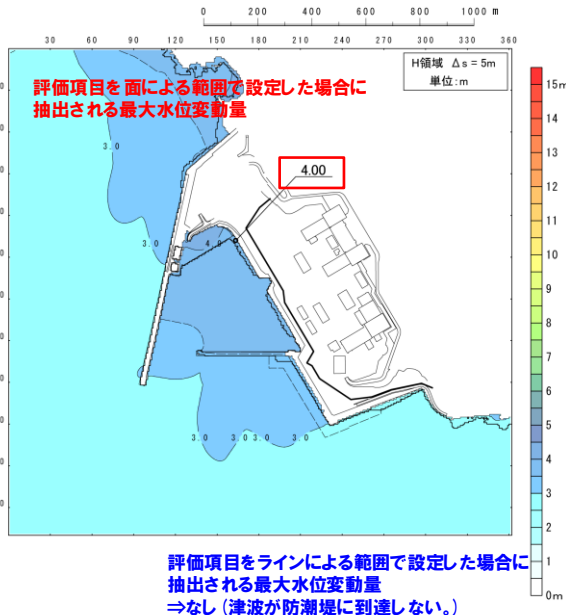 0 200 400 600 800 1000 m
30 60 90 120 150 180 210 240 270 300 330 360
H領域 Δs = 5m
単位:m
評価項目を面による範囲で設定した場合に
抽出される最大水位変動量
3.0
4.00
3.0 4.0
3.0 3.0 3.0 3.0
15m
14
13
12
11
10
9
8
7
6
5
4
3
2
1
0m
評価項目をラインによる範囲で設定した場合に
抽出される最大水位変動量
⇒なし(津波が防潮堤に到達しない。)